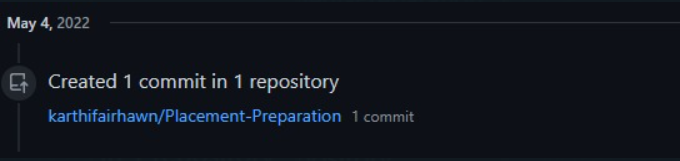 May 4, 2022
Created 1 commit in 1 repository
karthifairhawn/Placement-Preparation 1 commit